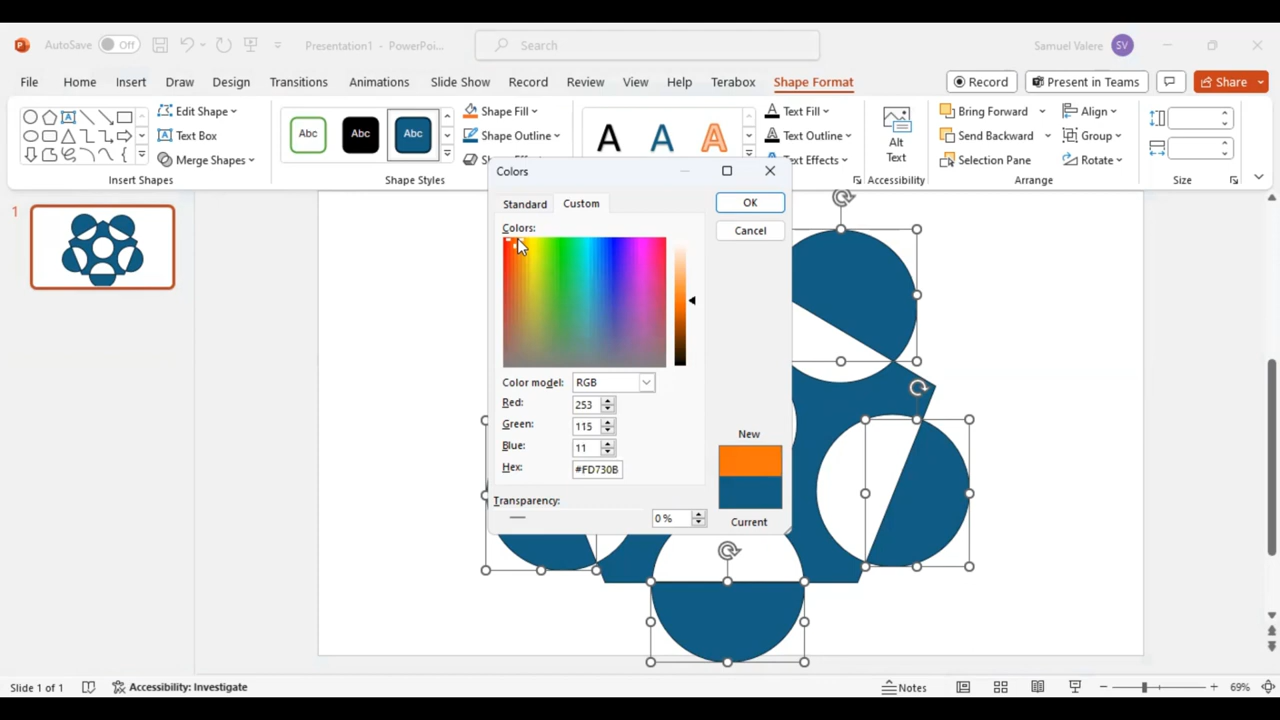 AutoSave Off Presentation1 - PowerPoi... Search Samuel Valere SV
File Home Insert Draw Design Transitions Animations Slide Show Record Review View Help Terabox Shape Format Record Present in Teams Share
Edit Shape
Text Box
Merge Shapes
Insert Shapes
Abc Abc Abc
Shape Fill
Shape Outline
Shape Styles
A A A
Text Fill
Text Outline
Text Effects
Alt
Text
Accessibility
Bring Forward
Send Backward
Selection Pane
Align
Group
Rotate
Arrange
Size
1
Colors
Standard Custom
OK
Cancel
Colors:
Color model: RGB
Red: 253
Green: 115
Blue: 11
Hex: #FD730B
Transparency:
0 %
New
Current
Slide 1 of 1 Accessibility: Investigate Notes 69%